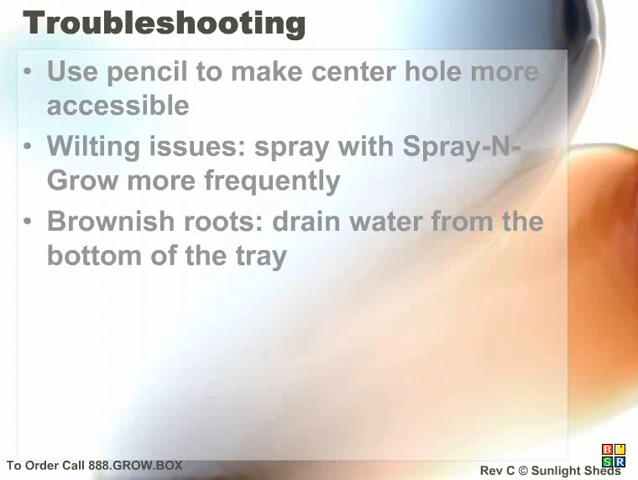 Troubleshooting
• Use pencil to make center hole more
accessible
• Wilting issues: spray with Spray-N-
Grow more frequently
• Brownish roots: drain water from the
bottom of the tray
To Order Call 888.GROW.BOX
Rev C © Sunlight Sheds